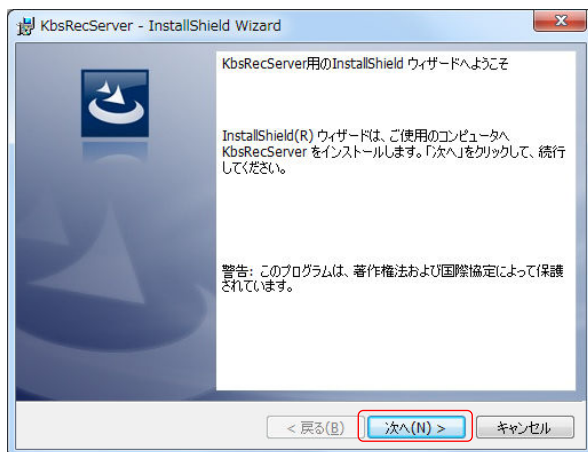 KbsRecServer - InstallShield Wizard
KbsRecServer用のInstallShield ウィザードへようこそ
InstallShield(R) ウィザードは、ご使用のコンピュータへ
KbsRecServer をインストールします。「次へ」をクリックして、続行
してください。
警告: このプログラムは、著作権法および国際協定によって保護
されています。
< 戻る(B)
次へ(N) >
キャンセル